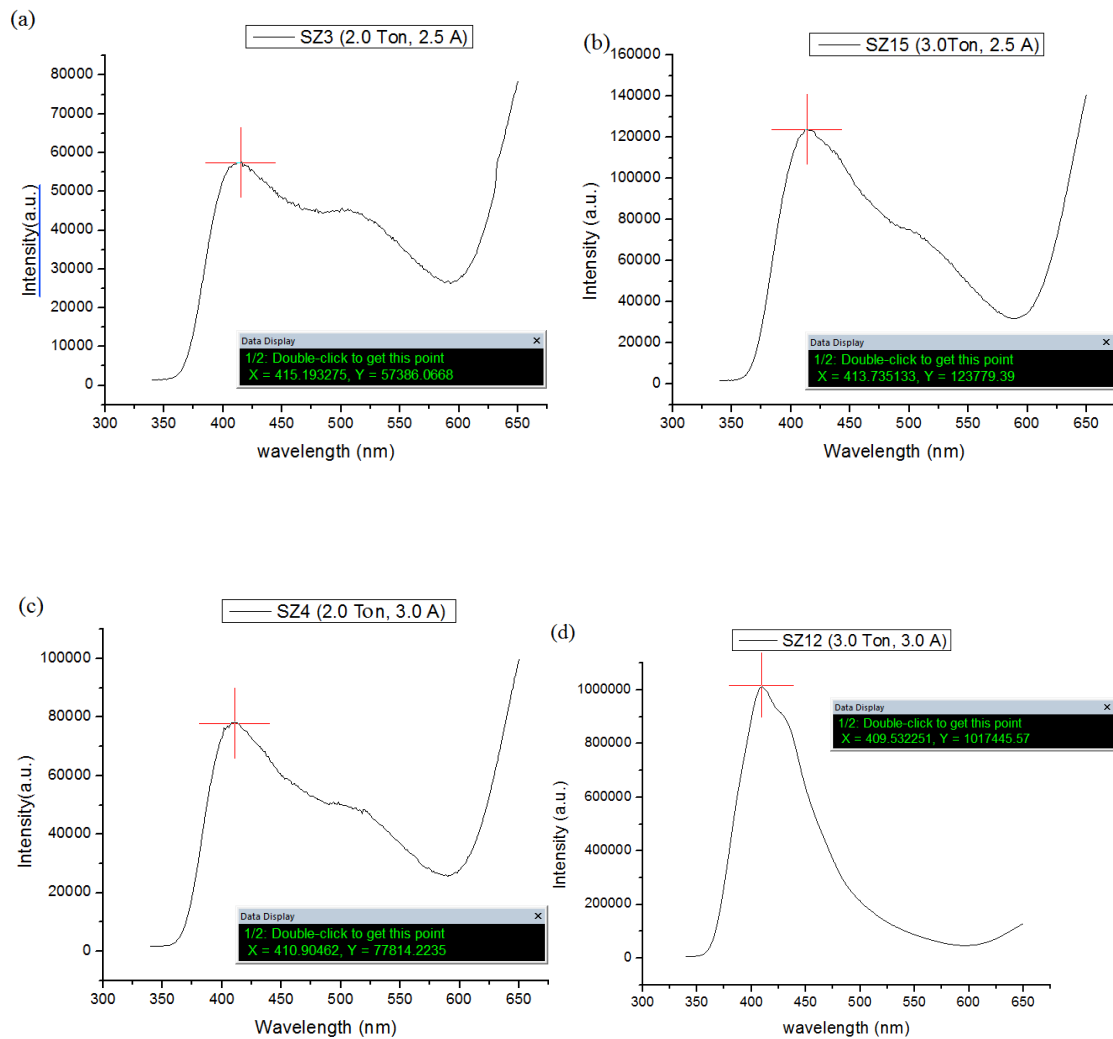 (a)
SZ3 (2.0 Ton, 2.5 A)
80000
70000
60000
50000
40000
30000
20000
10000
0
Intensity(a.u.)
Data Display ×
1/2: Double-click to get this point
X = 415.193275, Y = 57386.0668
300 350 400 450 500 550 600 650
wavelength (nm)
(b)
SZ15 (3.0Ton, 2.5 A)
160000
140000
120000
100000
80000
60000
40000
20000
0
Intensity (a.u.)
Data Display ×
1/2: Double-click to get this point
X = 413.735133, Y = 123779.39
300 350 400 450 500 550 600 650
Wavelength (nm)
(c)
SZ4 (2.0 Ton, 3.0 A)
100000
80000
60000
40000
20000
0
Intensity(a.u.)
Data Display ×
1/2: Double-click to get this point
X = 410.90462, Y = 77814.2235
300 350 400 450 500 550 600 650
Wavelength (nm)
(d)
SZ12 (3.0 Ton, 3.0 A)
1000000
800000
600000
400000
200000
0
Intensity (a.u.)
Data Display ×
1/2: Double-click to get this point
X = 409.532251, Y = 1017445.57
300 350 400 450 500 550 600 650
wavelength (nm)